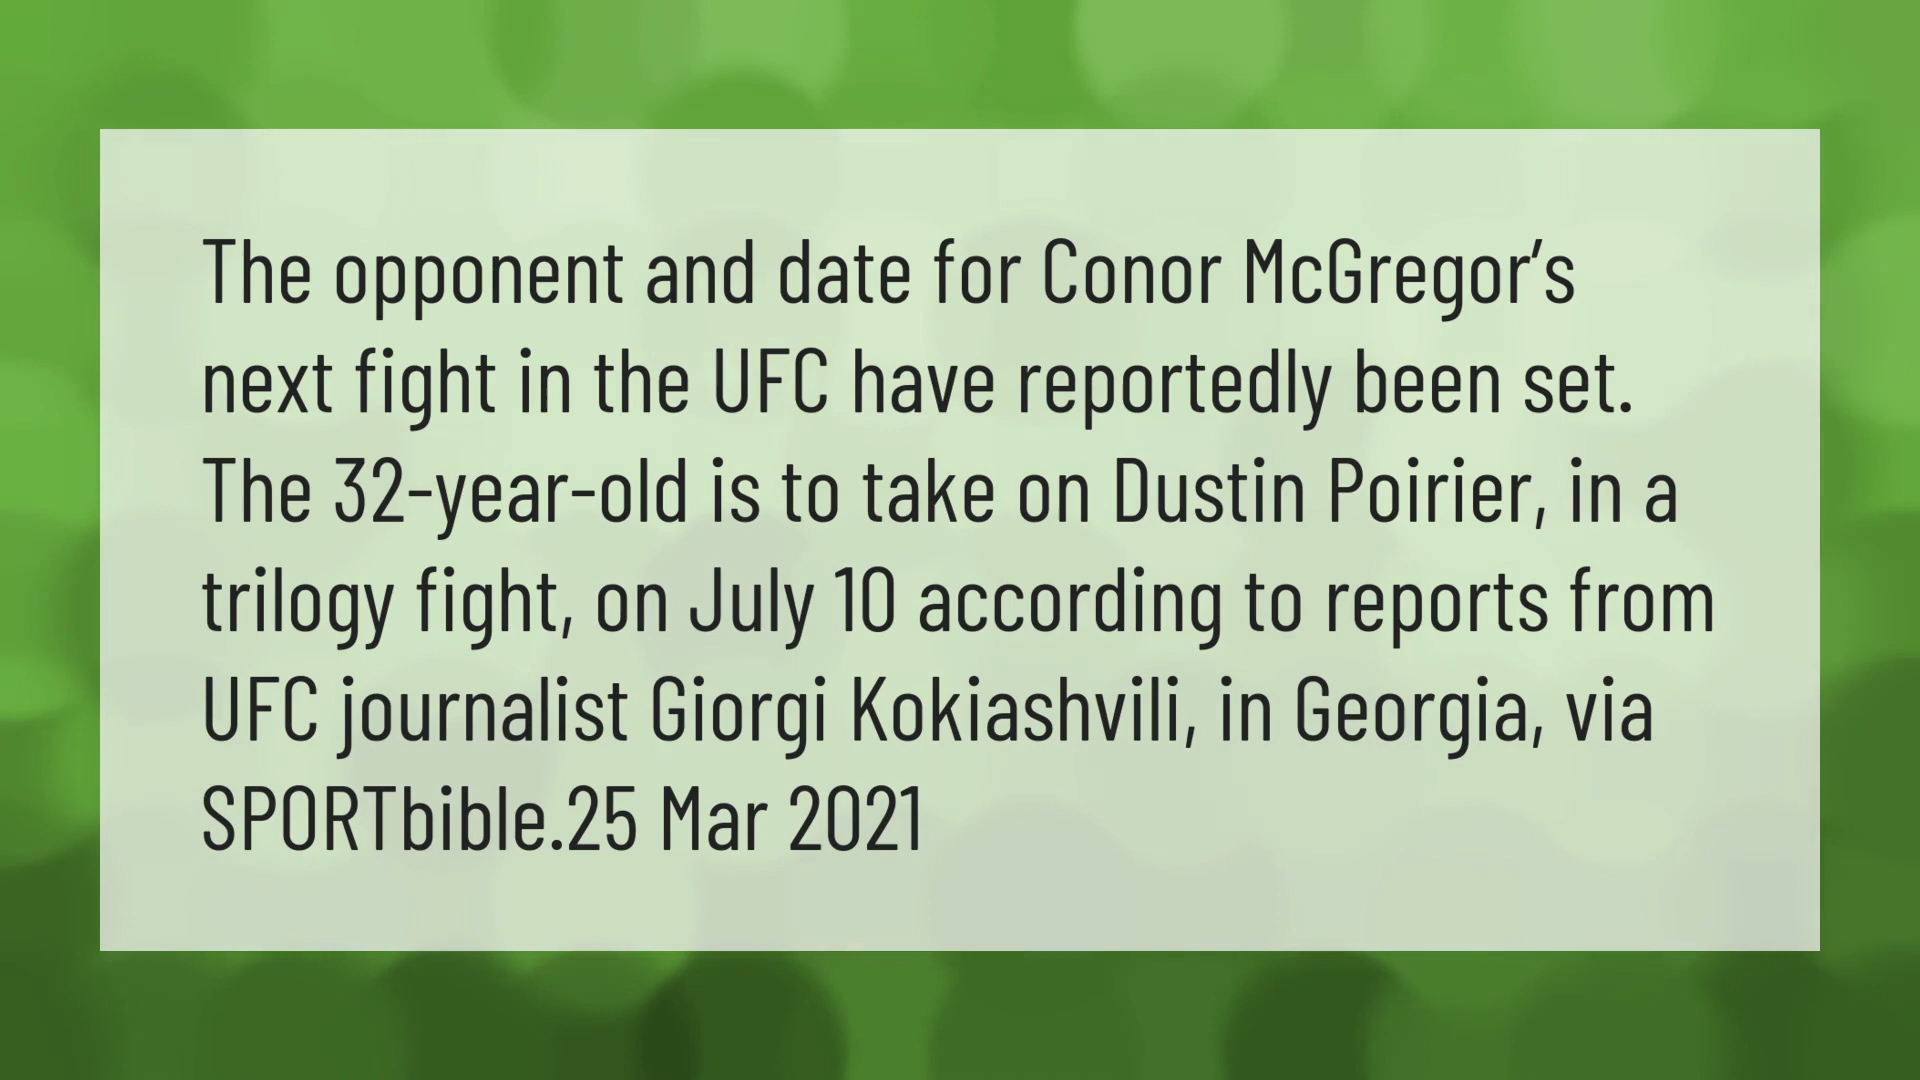 The opponent and date for Conor McGregor’s
next fight in the UFC have reportedly been set.
The 32-year-old is to take on Dustin Poirier, in a
trilogy fight, on July 10 according to reports from
UFC journalist Giorgi Kokiashvili, in Georgia, via
SPORTbible.25 Mar 2021